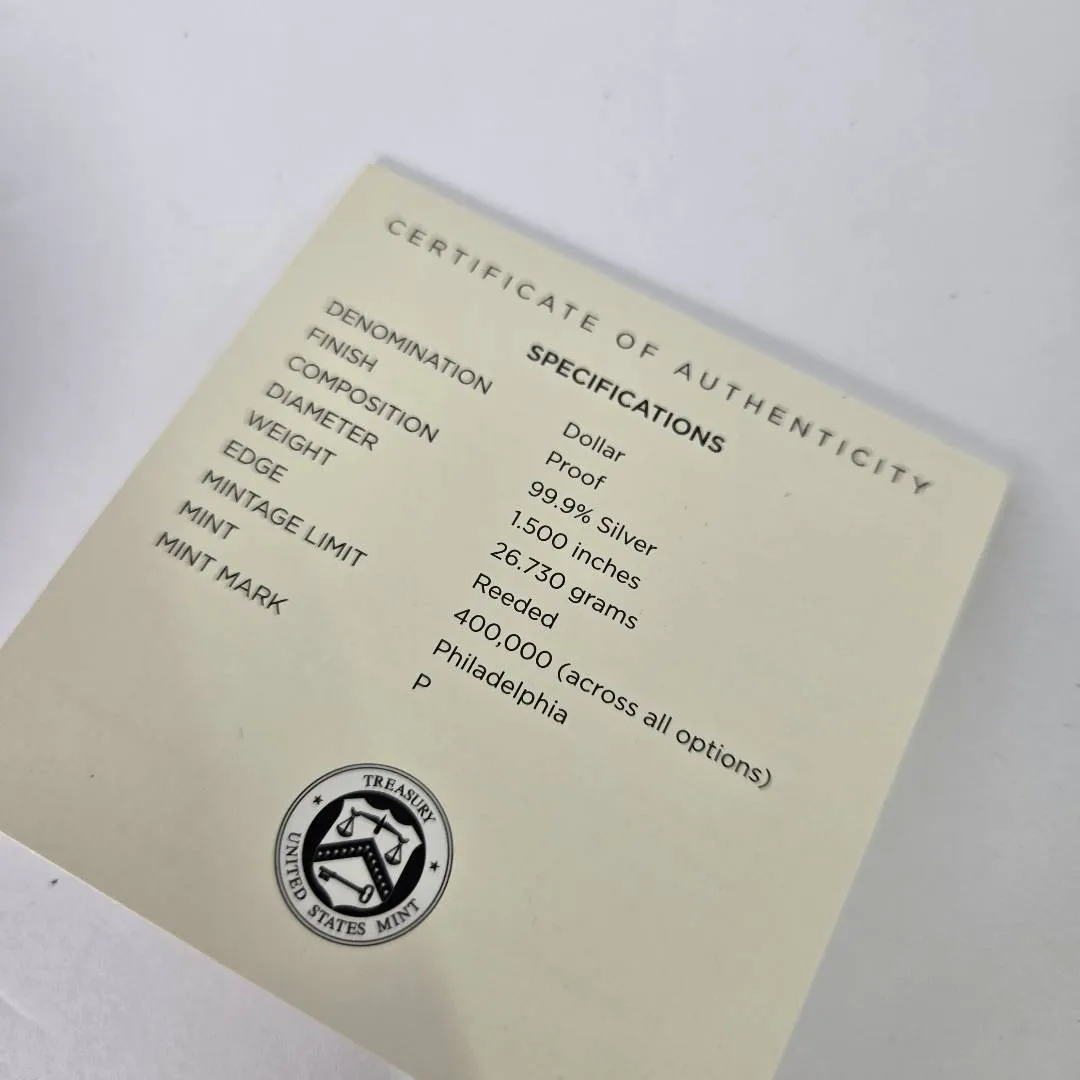 CERTIFICATE OF AUTHENTICITY
SPECIFICATIONS
DENOMINATION Dollar
FINISH Proof
COMPOSITION 99.9% Silver
DIAMETER 1.500 inches
WEIGHT 26.730 grams
EDGE Reeded
MINTAGE LIMIT 400,000 (across all options)
MINT Philadelphia
MINT MARK P
TREASURY
UNITED STATES MINT